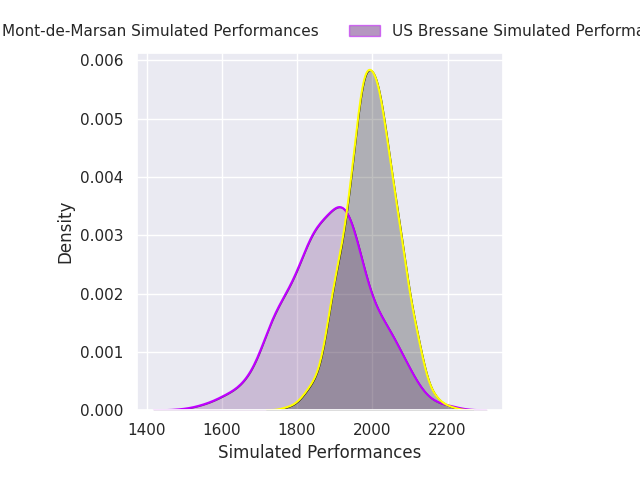 Mont-de-Marsan Simulated Performances
US Bressane Simulated Performa
0.006
0.005
0.004
0.003
0.002
0.001
0.000
Density
1400 1600 1800 2000 2200
Simulated Performances